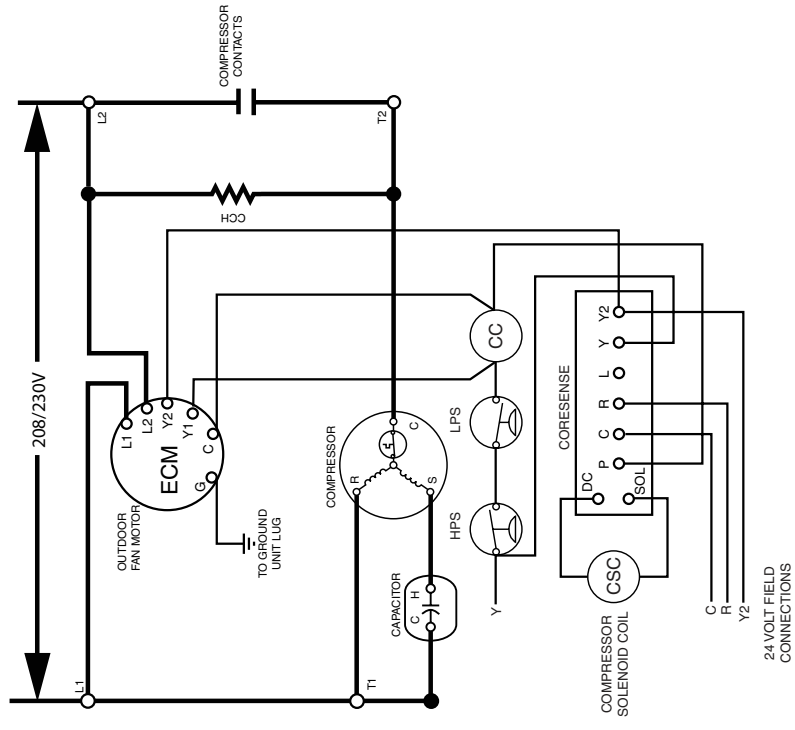 COMPRESSOR
CONTACTS
L2
T2
CCH
208/230V
L1
L2
Y2
Y1
C
G
ECM
OUTDOOR
FAN MOTOR
TO GROUND
UNIT LUG
COMPRESSOR
R
C
S
CAPACITOR
C H
L1
T1
CC
LPS
HPS
Y
CORESENSE
Y2
Y
L
R
C
P
DC
SOL
CSC
COMPRESSOR
SOLENOID COIL
C
R
Y2
24 VOLT FIELD
CONNECTIONS